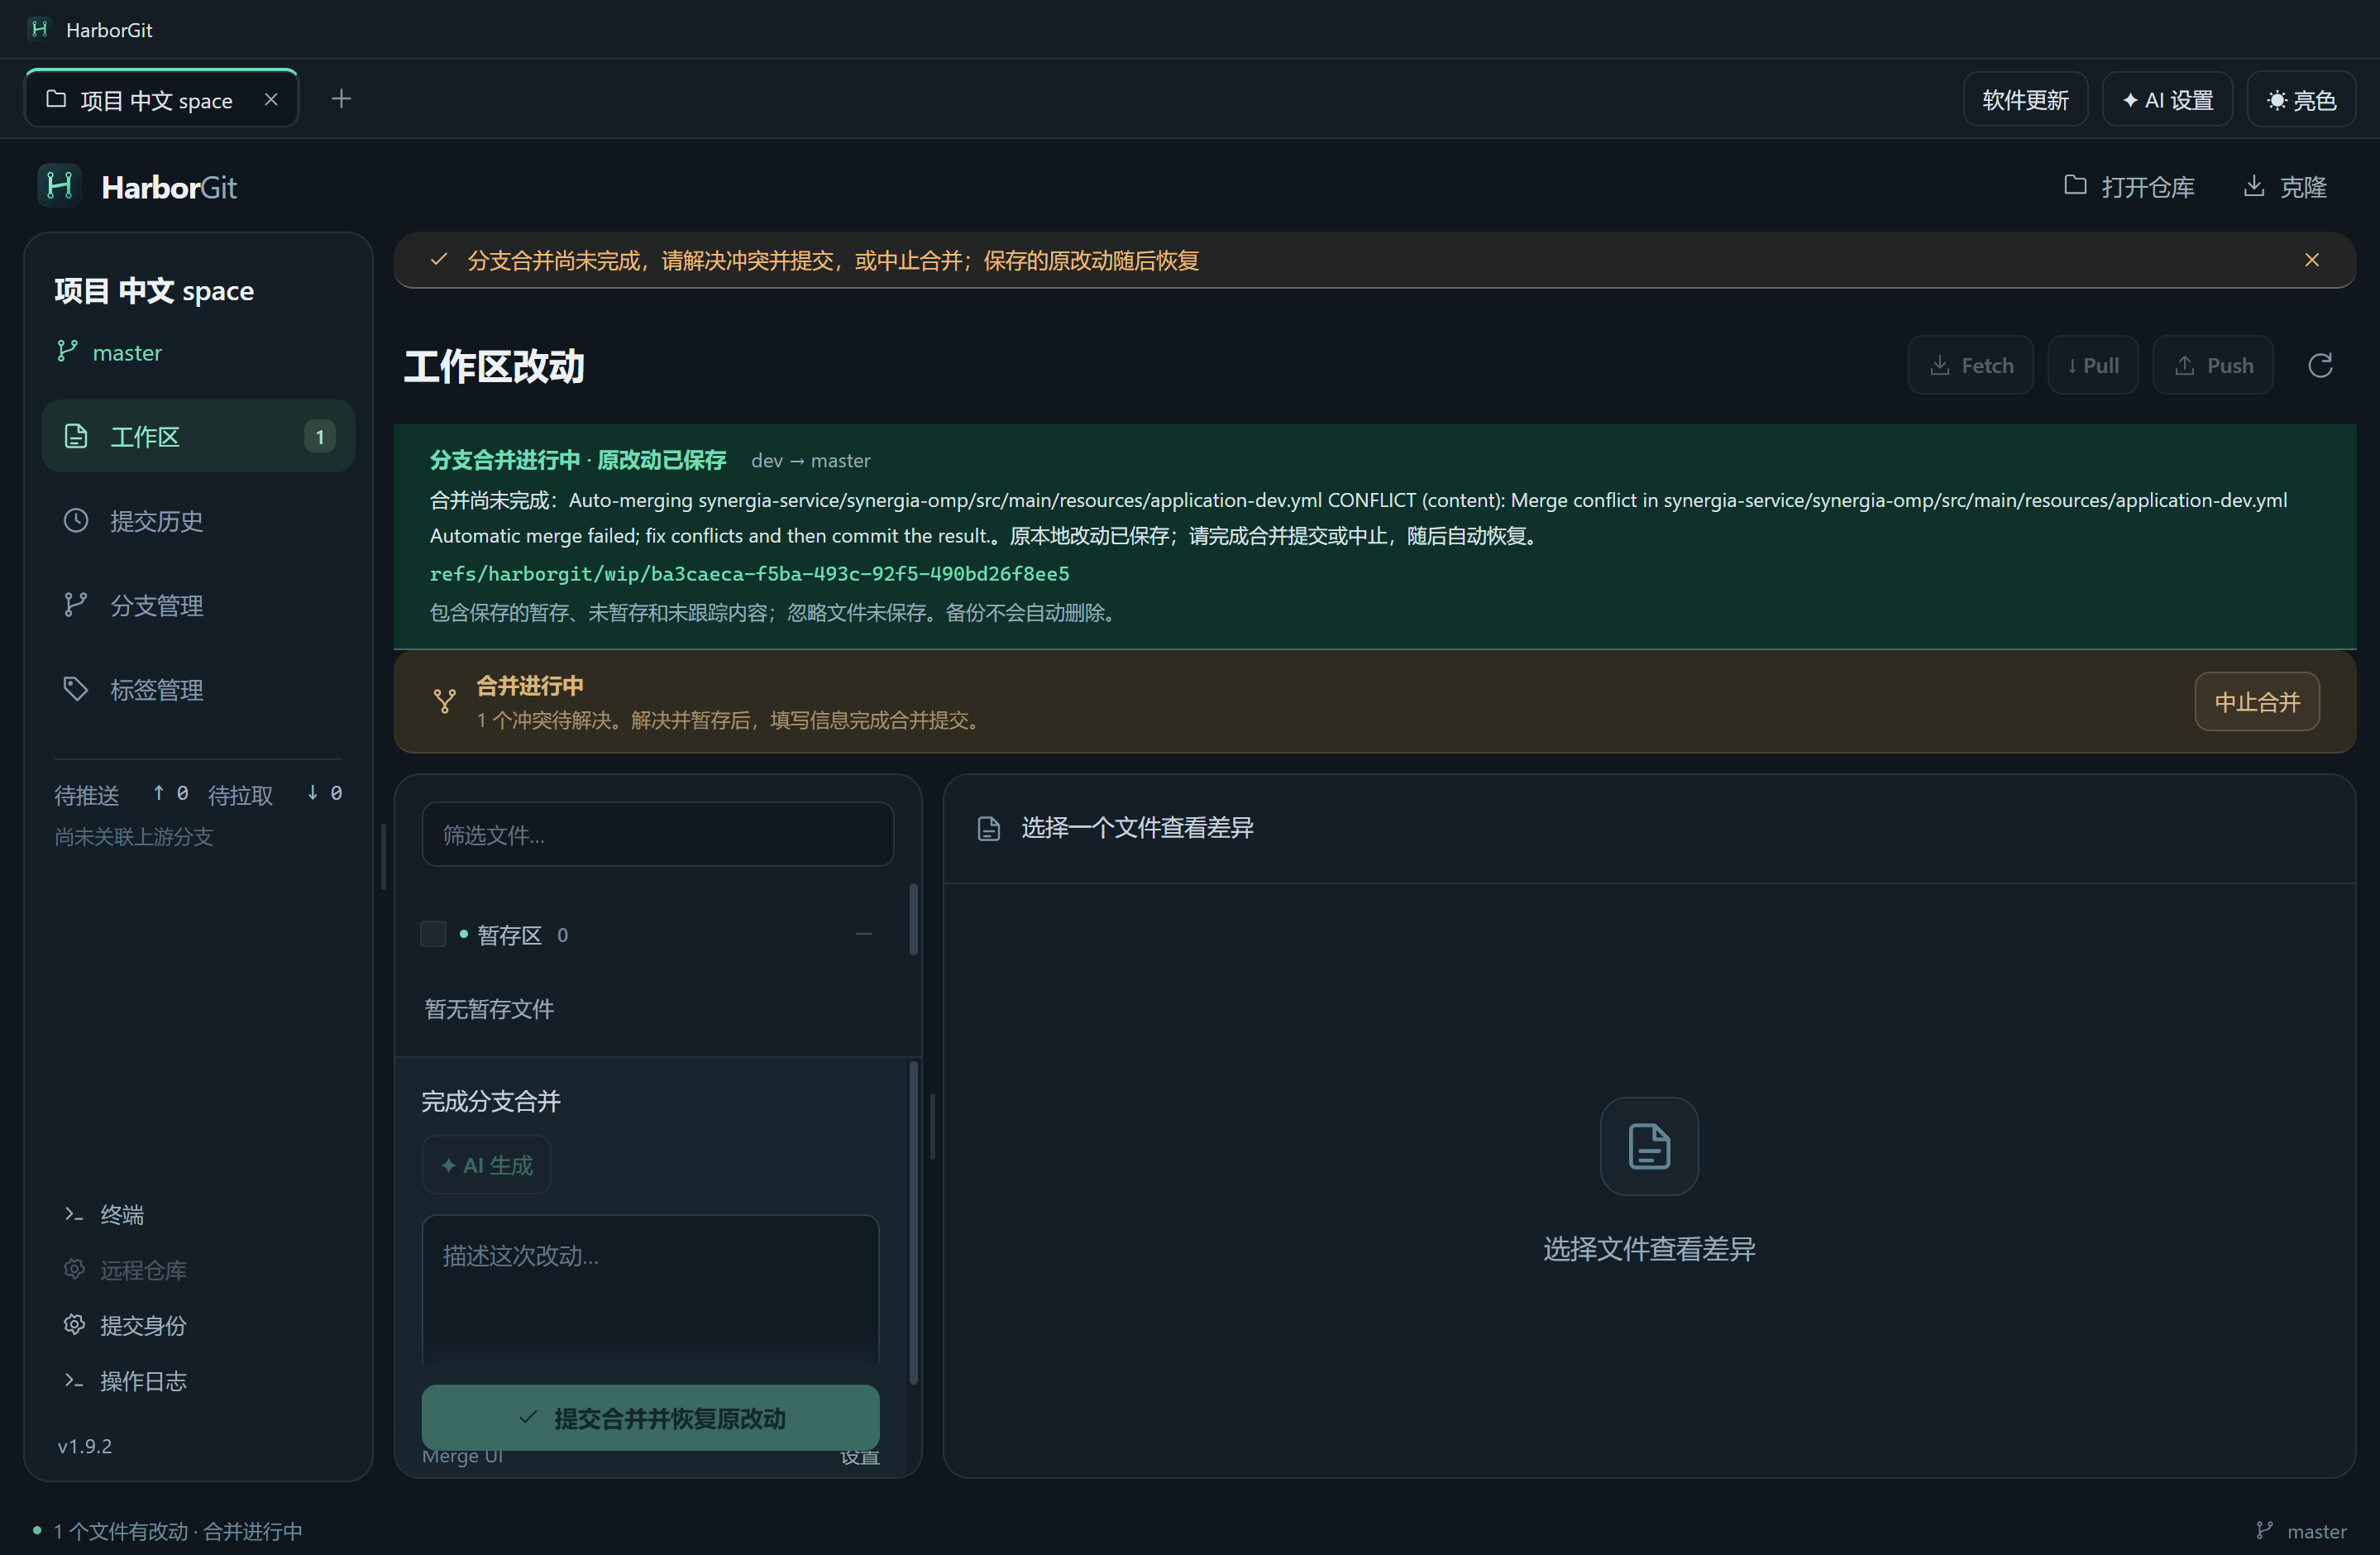 HarborGit
项目 中文 space
软件更新
AI 设置
亮色
HarborGit
打开仓库
克隆
项目 中文 space
master
工作区 1
提交历史
分支管理
标签管理
待推送 ↑ 0 待拉取 ↓ 0
尚未关联上游分支
终端
远程仓库
提交身份
操作日志
v1.9.2
分支合并尚未完成，请解决冲突并提交，或中止合并；保存的原改动随后恢复
工作区改动
Fetch
↓ Pull
Push
分支合并进行中 · 原改动已保存 dev → master
合并尚未完成：Auto-merging synergia-service/synergia-omp/src/main/resources/application-dev.yml CONFLICT (content): Merge conflict in synergia-service/synergia-omp/src/main/resources/application-dev.yml
Automatic merge failed; fix conflicts and then commit the result.。原本地改动已保存；请完成合并提交或中止，随后自动恢复。
refs/harborgit/wip/ba3caeca-f5ba-493c-92f5-490bd26f8ee5
包含保存的暂存、未暂存和未跟踪内容；忽略文件未保存。备份不会自动删除。
合并进行中
1 个冲突待解决。解决并暂存后，填写信息完成合并提交。
中止合并
筛选文件...
暂存区 0
暂无暂存文件
完成分支合并
AI 生成
描述这次改动...
提交合并并恢复原改动
Merge UI 设置
选择一个文件查看差异
选择文件查看差异
1 个文件有改动 · 合并进行中
master